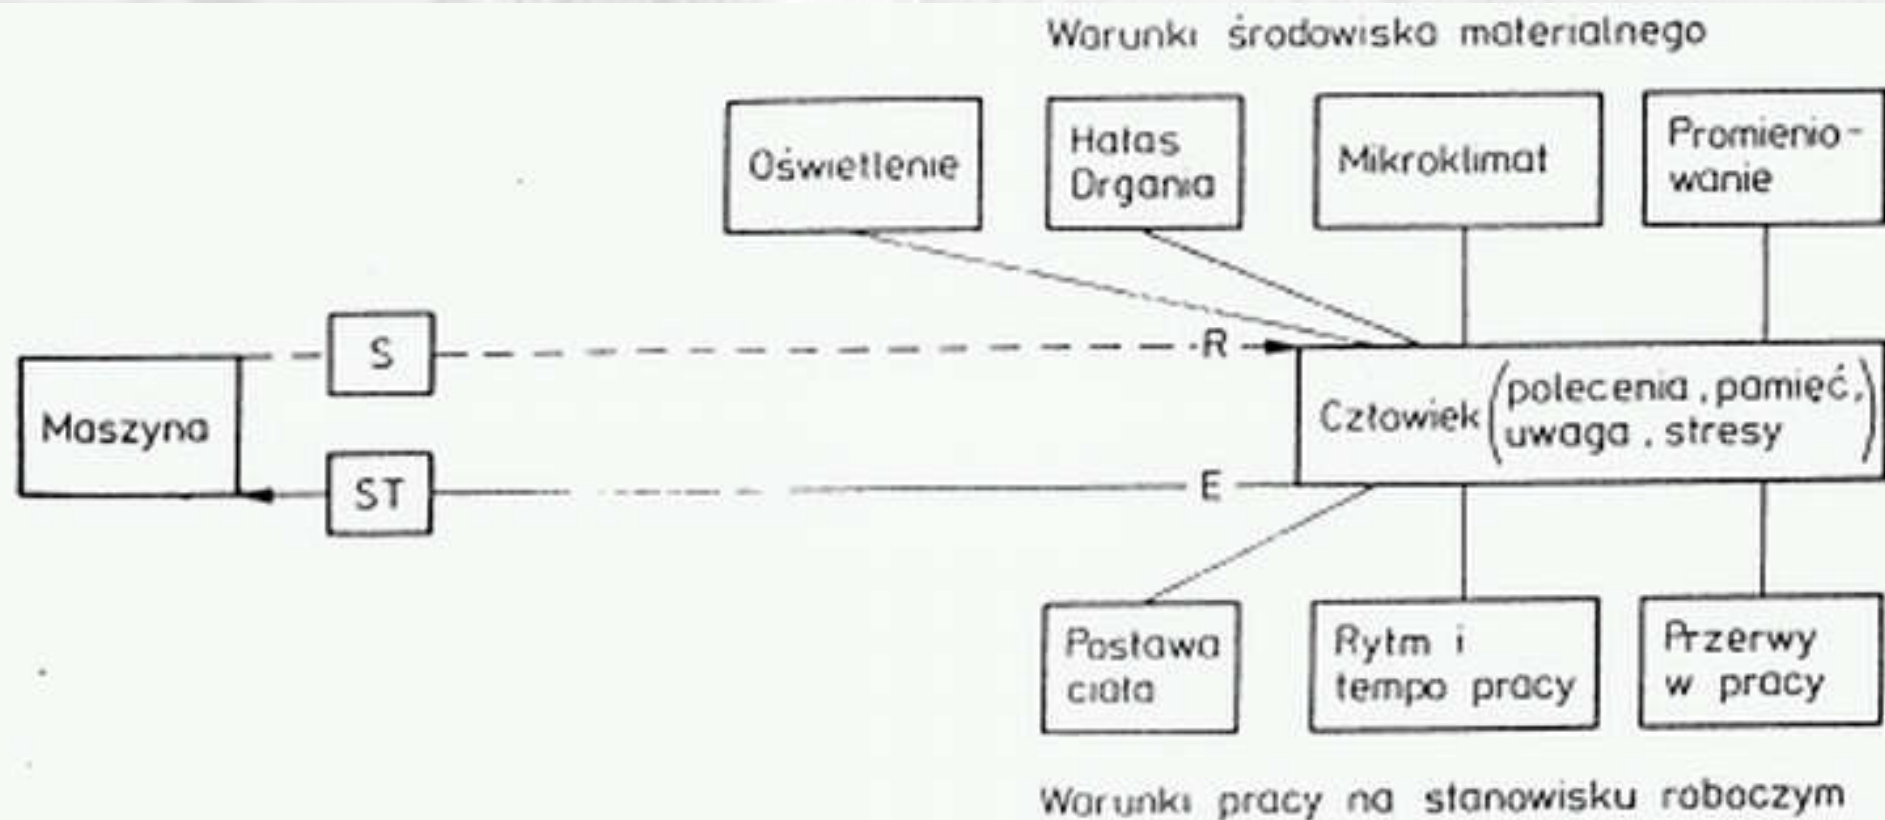 Warunki środowiska materialnego
Oświetlenie
Hałas
Drgania
Mikroklimat
Promienio-
wanie
S
R
Maszyna
Człowiek (polecenia, pamięć,
uwaga, stresy)
ST
E
Postawa
ciała
Rytm i
tempo pracy
Przerwy
w pracy
Warunki pracy na stanowisku roboczym